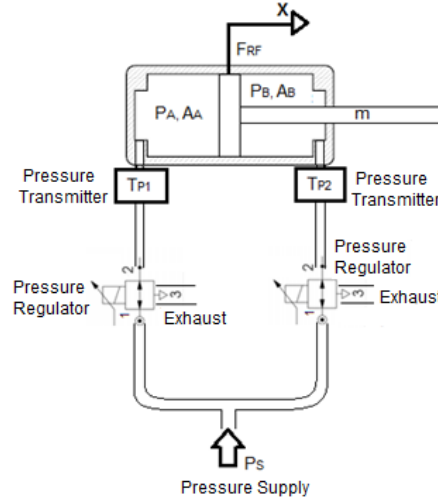 X
FRF
PA, AA
PB, AB
m
Pressure
Transmitter
TP1
TP2
Pressure
Transmitter
2
Pressure
Regulator
3
1
Exhaust
2
Pressure
Regulator
3
1
Exhaust
PS
Pressure Supply